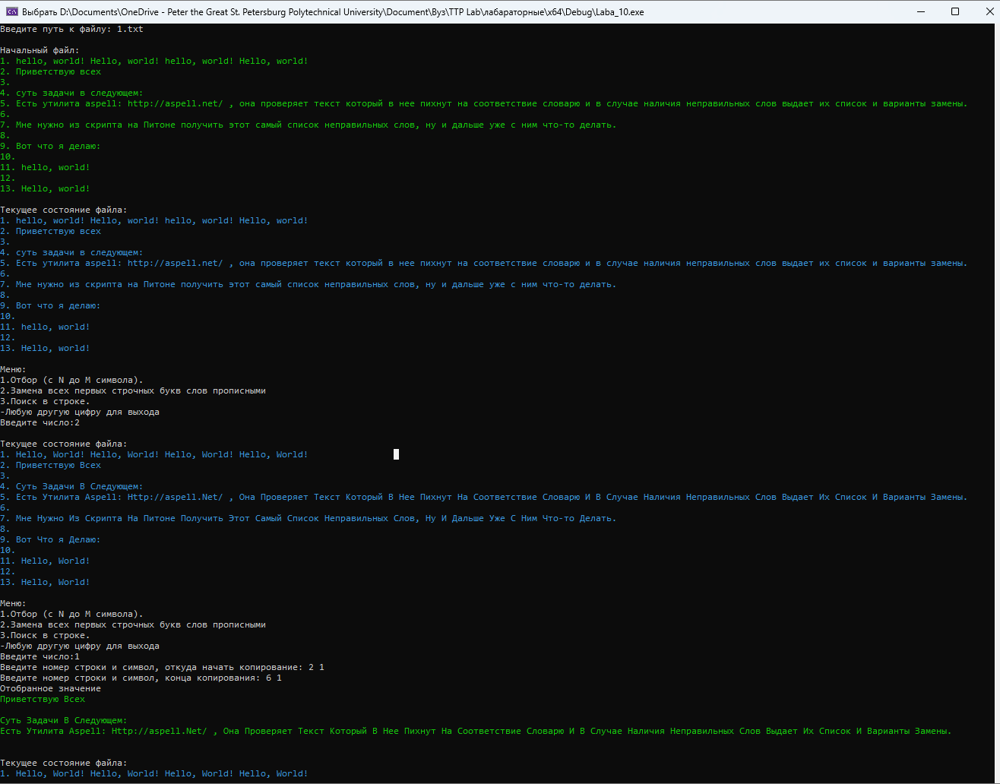 Выбрать D:\Documents\OneDrive - Peter the Great St. Petersburg Polytechnical University\Document\Вуз\TTP Lab\лабараторные\x64\Debug\Laba_10.exe
Введите путь к файлу: 1.txt
Начальный файл:
1. hello, world! Hello, world! hello, world! Hello, world!
2. Приветствую всех
3.
4. суть задачи в следующем:
5. Есть утилита aspell: http://aspell.net/ , она проверяет текст который в нее пихнут на соответствие словарю и в случае наличия неправильных слов выдает их список и варианты замены.
6.
7. Мне нужно из скрипта на Питоне получить этот самый список неправильных слов, ну и дальше уже с ним что-то делать.
8.
9. Вот что я делаю:
10.
11. hello, world!
12.
13. Hello, world!
Текущее состояние файла:
1. hello, world! Hello, world! hello, world! Hello, world!
2. Приветствую всех
3.
4. суть задачи в следующем:
5. Есть утилита aspell: http://aspell.net/ , она проверяет текст который в нее пихнут на соответствие словарю и в случае наличия неправильных слов выдает их список и варианты замены.
6.
7. Мне нужно из скрипта на Питоне получить этот самый список неправильных слов, ну и дальше уже с ним что-то делать.
8.
9. Вот что я делаю:
10.
11. hello, world!
12.
13. Hello, world!
Меню:
1.Отбор (с N до M символа).
2.Замена всех первых строчных букв слов прописными
3.Поиск в строке.
-Любую другую цифру для выхода
Введите число:2
Текущее состояние файла:
1. Hello, World! Hello, World! Hello, World! Hello, World!
2. Приветствую Всех
3.
4. Суть Задачи В Следующем:
5. Есть Утилита Aspell: Http://aspell.Net/ , Она Проверяет Текст Который В Нее Пихнут На Соответствие Словарю И В Случае Наличия Неправильных Слов Выдает Их Список И Варианты Замены.
6.
7. Мне Нужно Из Скрипта На Питоне Получить Этот Самый Список Неправильных Слов, Ну И Дальше Уже С Ним Что-то Делать.
8.
9. Вот Что я Делаю:
10.
11. Hello, World!
12.
13. Hello, World!
Меню:
1.Отбор (с N до M символа).
2.Замена всех первых строчных букв слов прописными
3.Поиск в строке.
-Любую другую цифру для выхода
Введите число:1
Введите номер строки и символ, откуда начать копирование: 2 1
Введите номер строки и символ, конца копирования: 6 1
Отобранное значение
Приветствую Всех
Суть Задачи В Следующем:
Есть Утилита Aspell: Http://aspell.Net/ , Она Проверяет Текст Который В Нее Пихнут На Соответствие Словарю И В Случае Наличия Неправильных Слов Выдает Их Список И Варианты Замены.
Текущее состояние файла:
1. Hello, World! Hello, World! Hello, World! Hello, World!